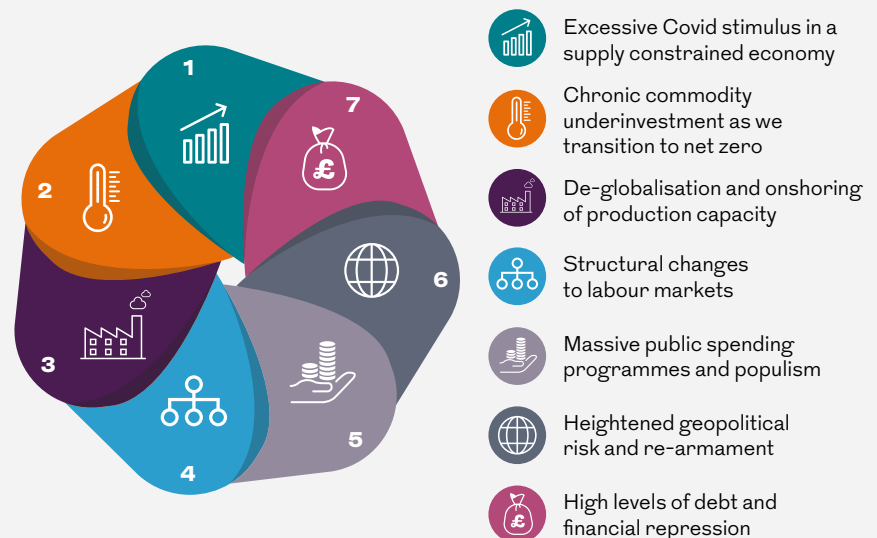 1
2
3
4
5
6
7
£
Excessive Covid stimulus in a
supply constrained economy
Chronic commodity
underinvestment as we
transition to net zero
De-globalisation and onshoring
of production capacity
Structural changes
to labour markets
Massive public spending
programmes and populism
Heightened geopolitical
risk and re-armament
£
High levels of debt and
financial repression